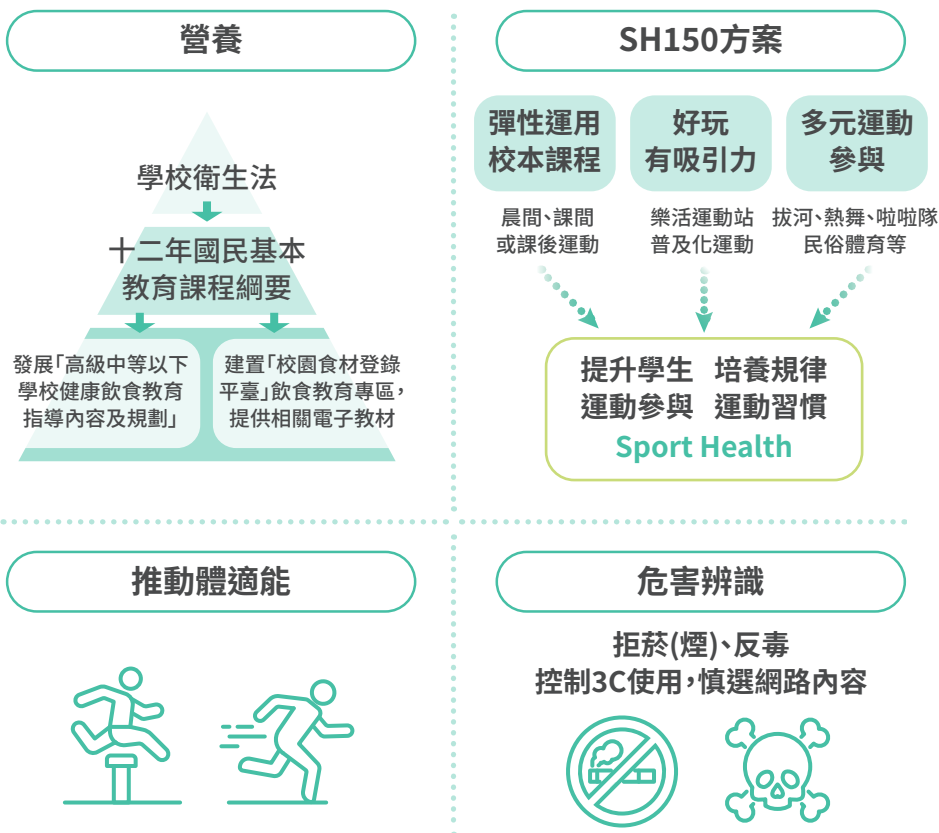 營養
學校衛生法
十二年國民基本
教育課程綱要
發展「高級中等以下
學校健康飲食教育
指導內容及規劃」
建置「校園食材登錄
平臺」飲食教育專區，
提供相關電子教材
SH150方案
彈性運用
校本課程
晨間、課間
或課後運動
好玩
有吸引力
樂活運動站
普及化運動
多元運動
參與
拔河、熱舞、啦啦隊
民俗體育等
提升學生 培養規律
運動參與 運動習慣
Sport Health
推動體適能
危害辨識
拒菸(煙)、反毒
控制3C使用，慎選網路內容